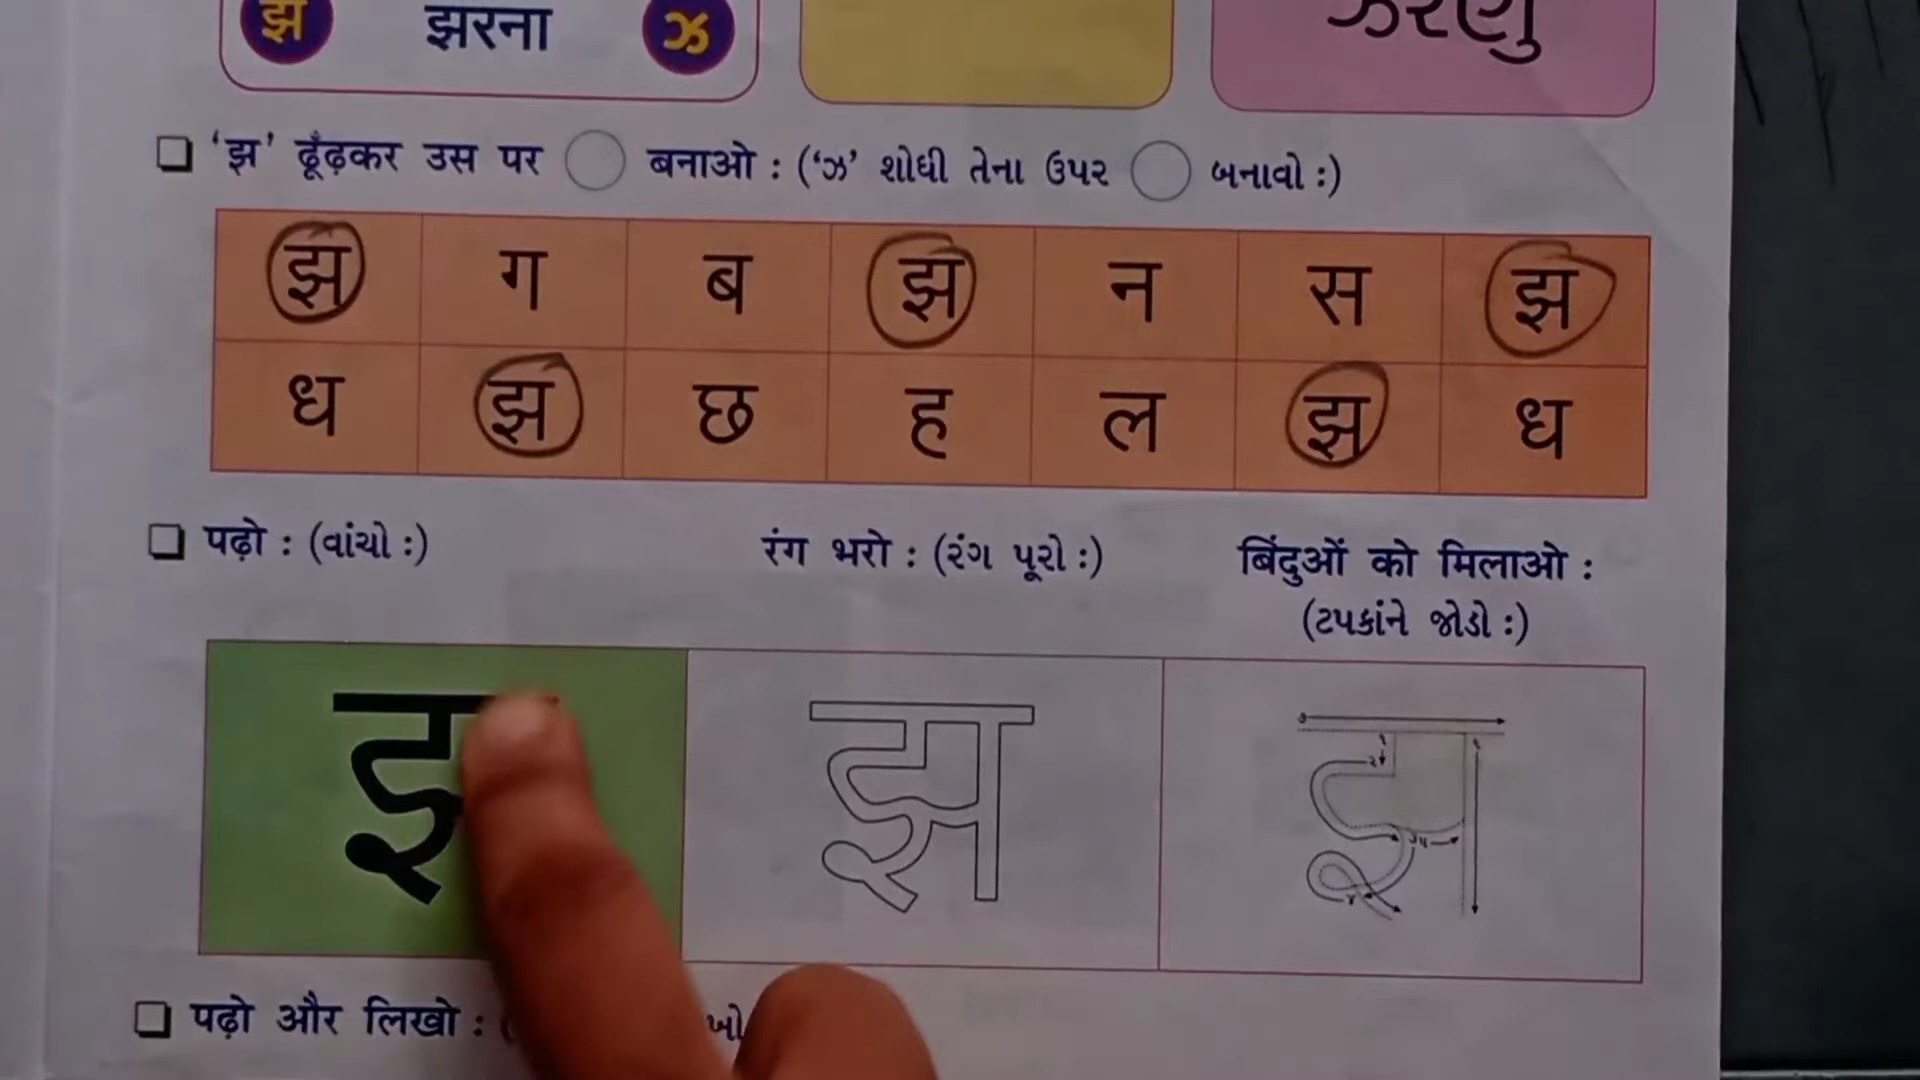 झ झरना ઝ ઝરણું
'झ' ढूँढ़कर उस पर बनाओ : ('ઝ' શોધી તેના ઉપર બનાવો :)
झ ग ब झ न स झ
ध झ छ ह ल झ ध
पढ़ो : (વાંચો :) रंग भरो : (રંગ પૂરો :) बिंदुओं को मिलाओ :
(ટપકાંને જોડો :)
झ झ
पढ़ो और लिखो :